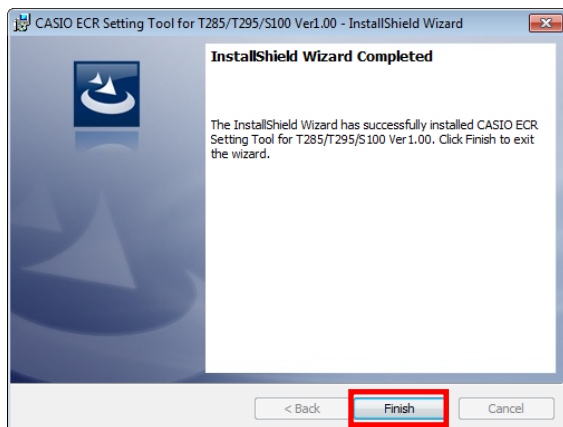 CASIO ECR Setting Tool for T285/T295/S100 Ver1.00 - InstallShield Wizard
InstallShield Wizard Completed
The InstallShield Wizard has successfully installed CASIO ECR
Setting Tool for T285/T295/S100 Ver1.00. Click Finish to exit
the wizard.
< Back
Finish
Cancel